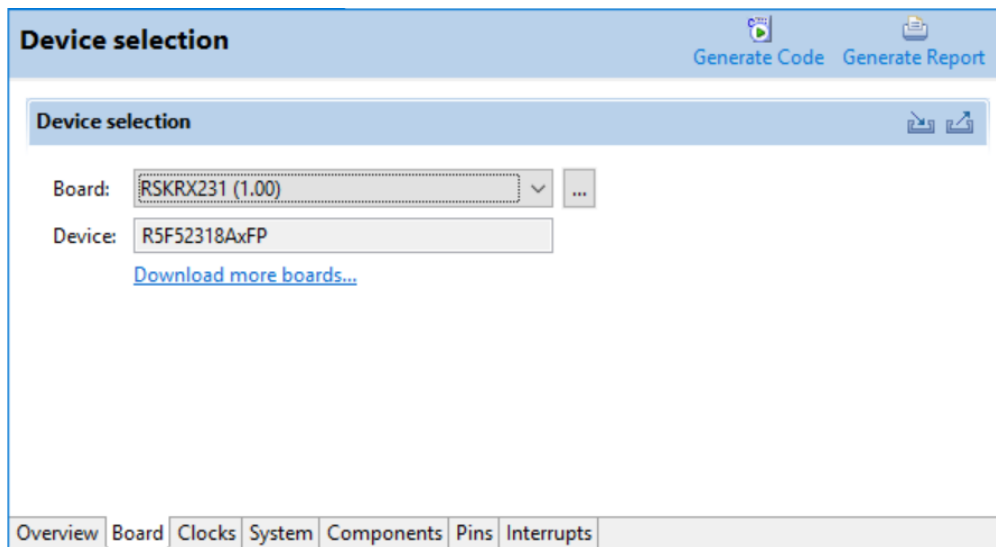 Device selection
Generate Code Generate Report
Device selection
Board: RSKRX231 (1.00) ...
Device: R5F52318AxFP
Download more boards...
Overview Board Clocks System Components Pins Interrupts